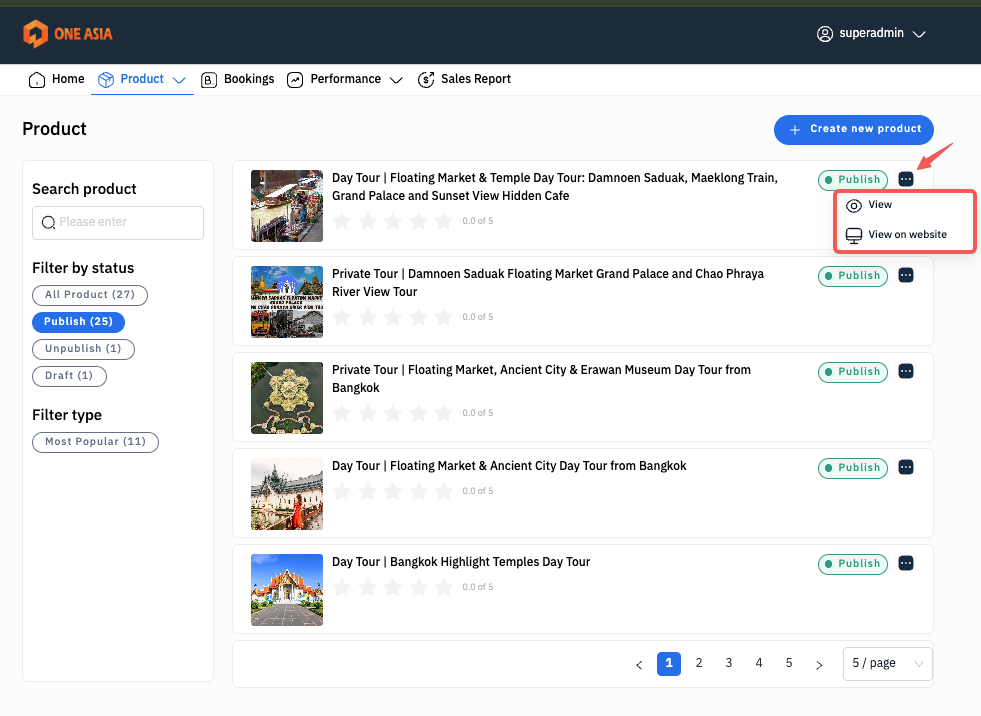 ONE ASIA
superadmin
Home
Product
Bookings
Performance
Sales Report
Product
Create new product
Search product
Please enter
Filter by status
All Product (27)
Publish (25)
Unpublish (1)
Draft (1)
Filter type
Most Popular (11)
Day Tour | Floating Market & Temple Day Tour: Damnoen Saduak, Maeklong Train,
Grand Palace and Sunset View Hidden Cafe
0.0 of 5
Publish
View
View on website
Private Tour | Damnoen Saduak Floating Market Grand Palace and Chao Phraya
River View Tour
0.0 of 5
Publish
Private Tour | Floating Market, Ancient City & Erawan Museum Day Tour from
Bangkok
0.0 of 5
Publish
Day Tour | Floating Market & Ancient City Day Tour from Bangkok
0.0 of 5
Publish
Day Tour | Bangkok Highlight Temples Day Tour
0.0 of 5
Publish
< 1 2 3 4 5 >
5 / page